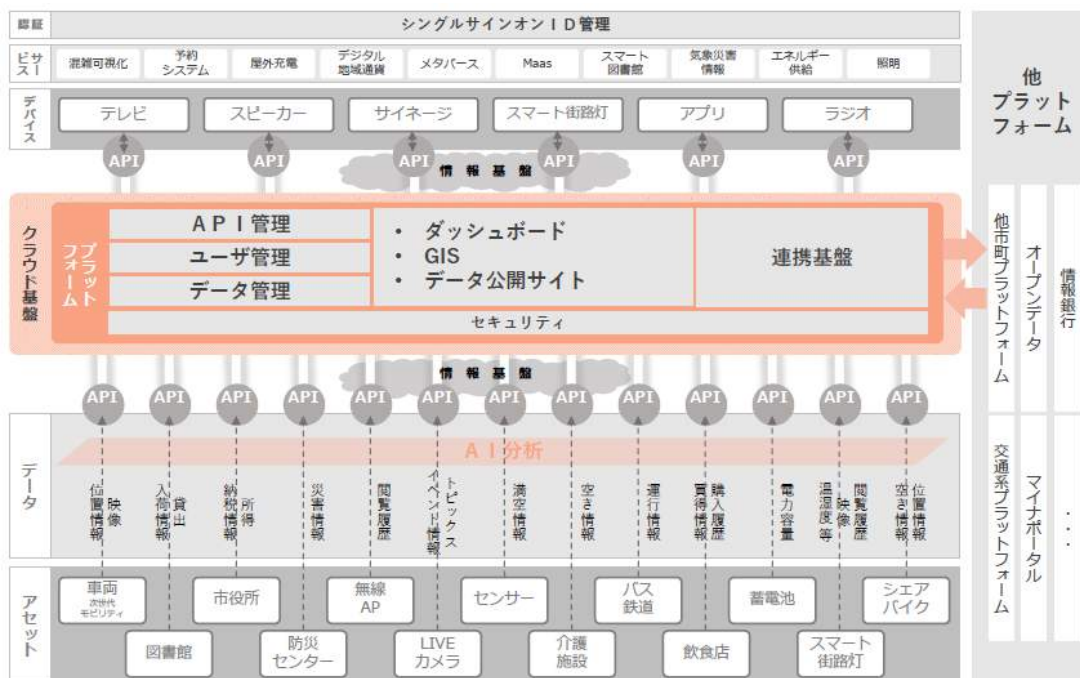 認証
シングルサインオンID管理
サービス
混雑可視化
予約
システム
屋外充電
デジタル
地域通貨
メタバース
Maas
スマート
図書館
気象災害
情報
エネルギー
供給
照明
デバイス
テレビ
スピーカー
サイネージ
スマート街路灯
アプリ
ラジオ
API
API
API
API
API
API
情報基盤
クラウド基盤
プラット
フォーム
API管理
ユーザ管理
データ管理
• ダッシュボード
• GIS
• データ公開サイト
連携基盤
セキュリティ
情報基盤
API
API
API
API
API
API
API
API
API
API
API
API
API
データ
AI分析
映像
位置情報
貸出
入荷情報
所得
納税情報
災害情報
閲覧履歴
トピックス
イベント情報
満空情報
空き情報
運行情報
購入履歴
買得情報
電力容量
閲覧履歴
映像
温湿度等
位置情報
空き情報
アセット
車両
次世代
モビリティ
図書館
市役所
防災
センター
無線
AP
LIVE
カメラ
センサー
介護
施設
バス
鉄道
飲食店
蓄電池
スマート
街路灯
シェア
バイク
他
プラット
フォーム
他市町プラットフォーム
オープンデータ
情報銀行
交通系プラットフォーム
マイナポータル
...